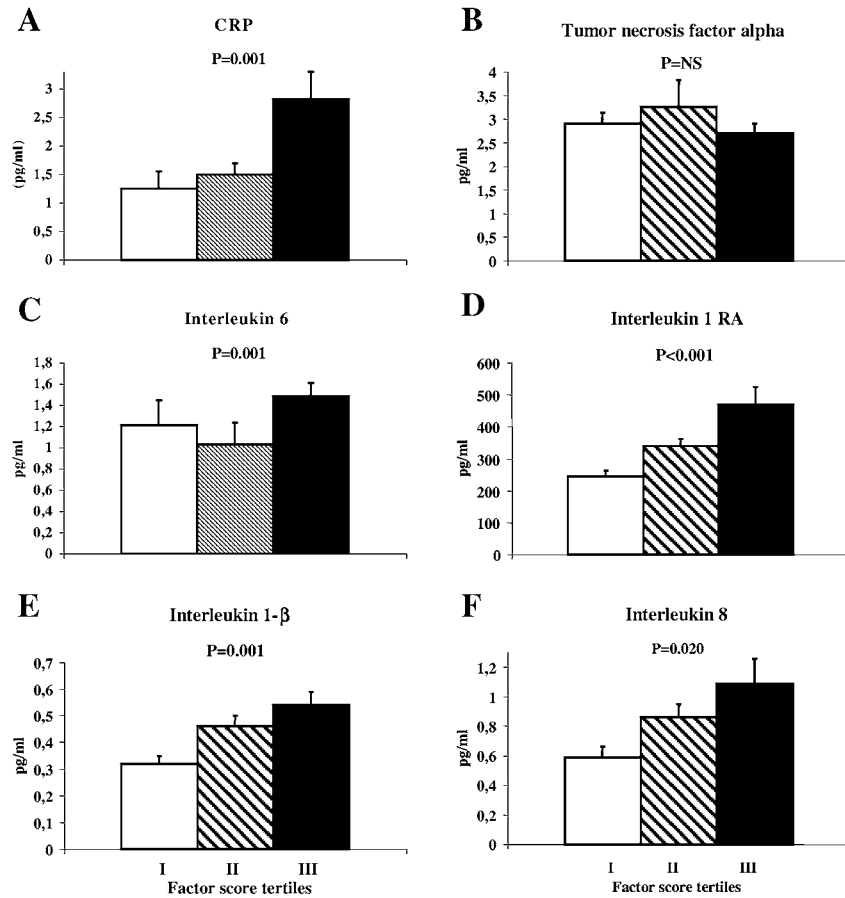 A
CRP
P=0.001
(pg/ml)
3
2,5
2
1,5
1
0,5
0
B
Tumor necrosis factor alpha
P=NS
pg/ml
4
3,5
3
2,5
2
1,5
1
0,5
0
C
Interleukin 6
P=0.001
pg/ml
1,8
1,6
1,4
1,2
1
0,8
0,6
0,4
0,2
0
D
Interleukin 1 RA
P<0.001
pg/ml
600
500
400
300
200
100
0
E
Interleukin 1-β
P=0.001
pg/ml
0,7
0,6
0,5
0,4
0,3
0,2
0,1
0
I II III
Factor score tertiles
F
Interleukin 8
P=0.020
pg/ml
1,2
1
0,8
0,6
0,4
0,2
0
I II III
Factor score tertiles